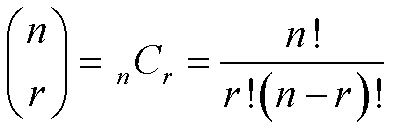 (n r) = nCr = n! / r!(n−r)!